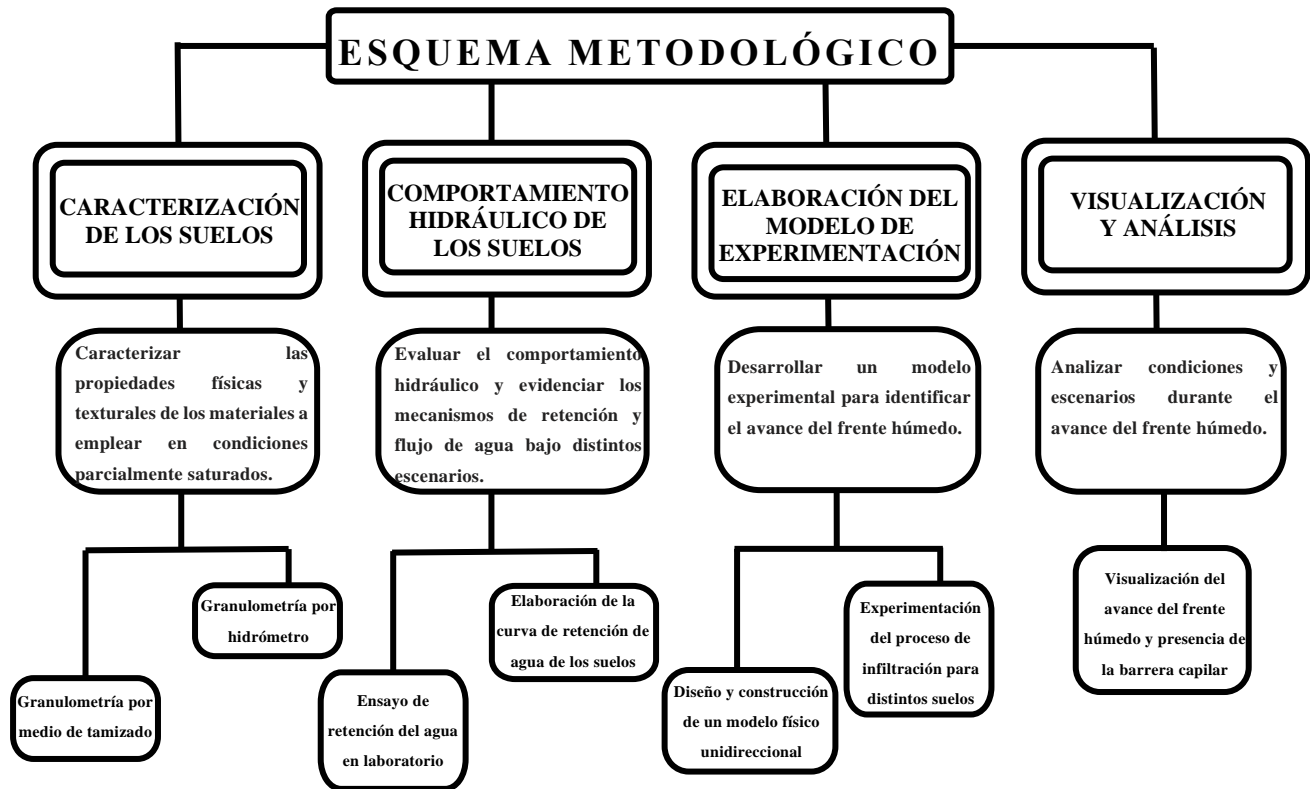 ESQUEMA METODOLÓGICO
CARACTERIZACIÓN
DE LOS SUELOS
COMPORTAMIENTO
HIDRÁULICO DE
LOS SUELOS
ELABORACIÓN DEL
MODELO DE
EXPERIMENTACIÓN
VISUALIZACIÓN
Y ANÁLISIS
Caracterizar las
propiedades físicas y
texturales de los materiales a
emplear en condiciones
parcialmente saturados.
Evaluar el comportamiento
hidráulico y evidenciar los
mecanismos de retención y
flujo de agua bajo distintos
escenarios.
Desarrollar un modelo
experimental para identificar
el avance del frente húmedo.
Analizar condiciones y
escenarios durante el
avance del frente húmedo.
Granulometría por
medio de tamizado
Granulometría por
hidrómetro
Ensayo de
retención del agua
en laboratorio
Elaboración de la
curva de retención de
agua de los suelos
Diseño y construcción
de un modelo físico
unidireccional
Experimentación
del proceso de
infiltración para
distintos suelos
Visualización del
avance del frente
húmedo y presencia de
la barrera capilar